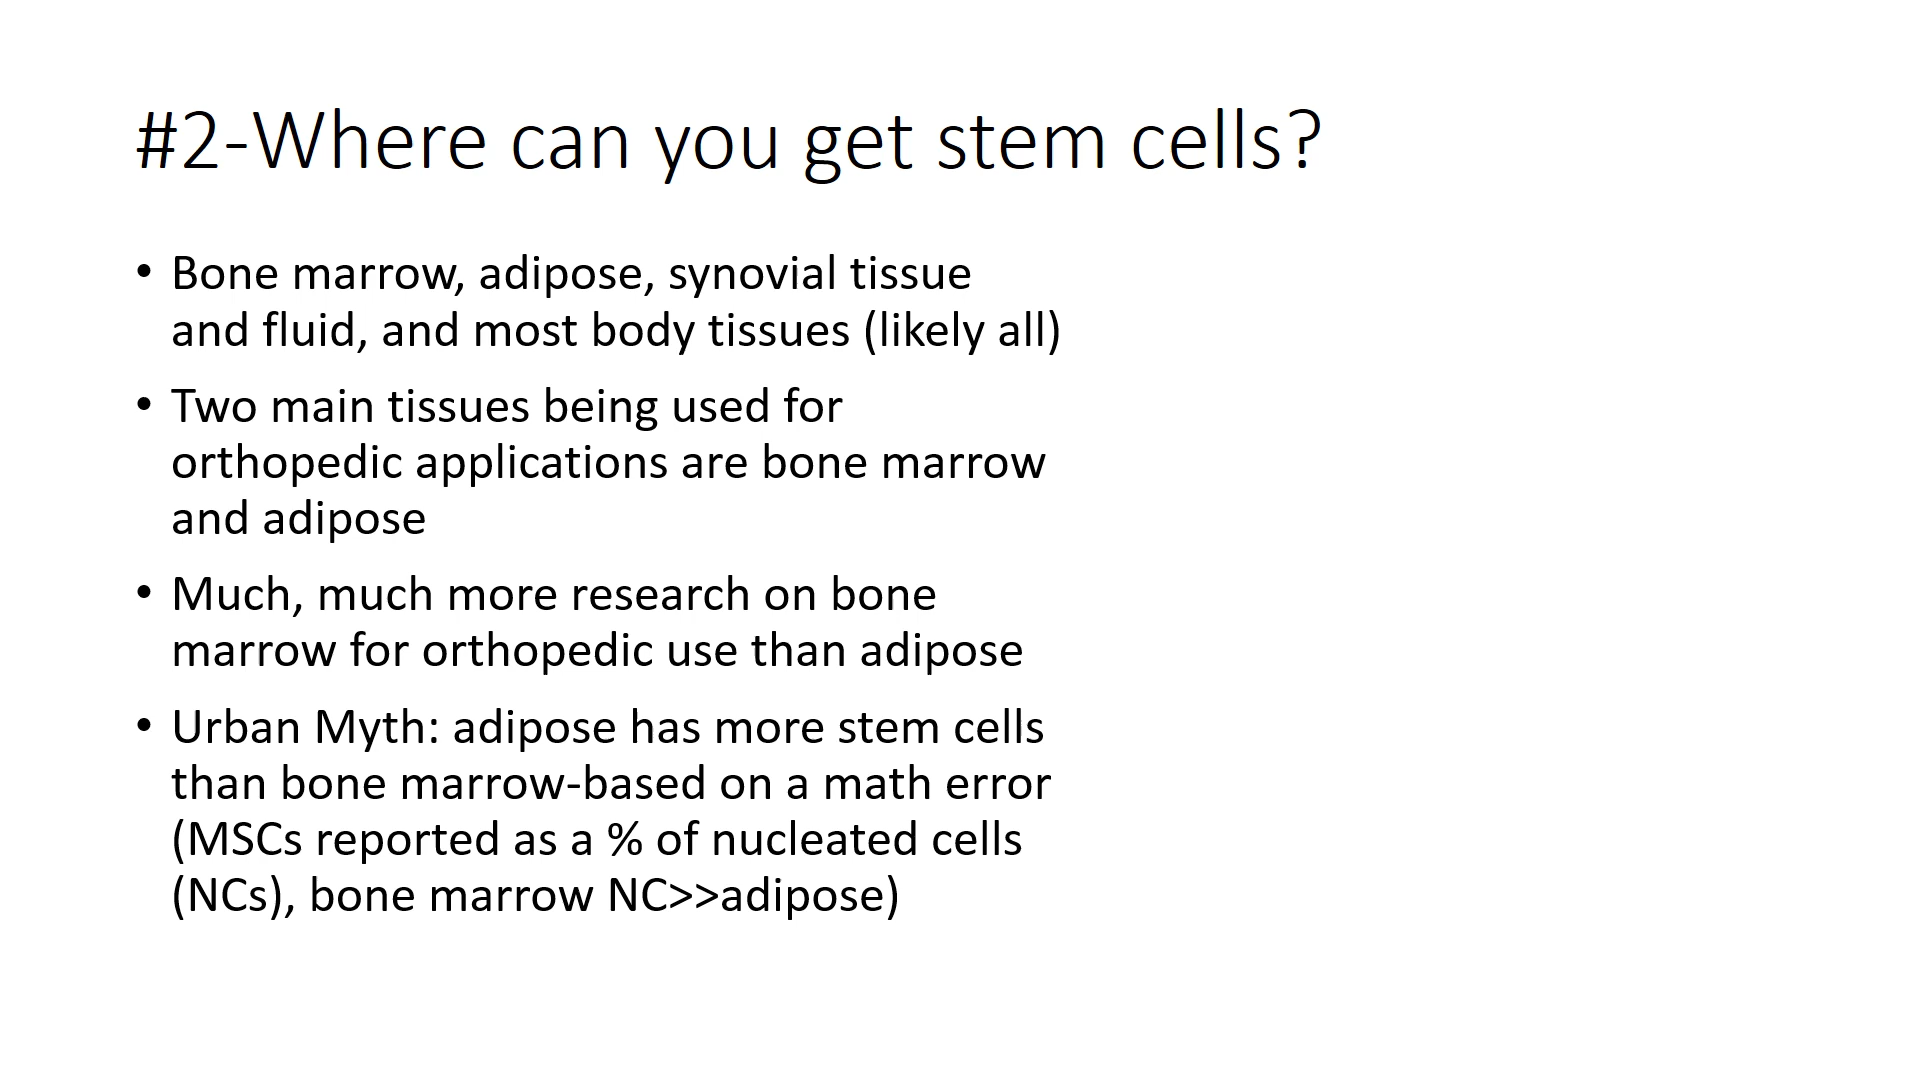 #2-Where can you get stem cells?
• Bone marrow, adipose, synovial tissue
and fluid, and most body tissues (likely all)
• Two main tissues being used for
orthopedic applications are bone marrow
and adipose
• Much, much more research on bone
marrow for orthopedic use than adipose
• Urban Myth: adipose has more stem cells
than bone marrow-based on a math error
(MSCs reported as a % of nucleated cells
(NCs), bone marrow NC>>adipose)